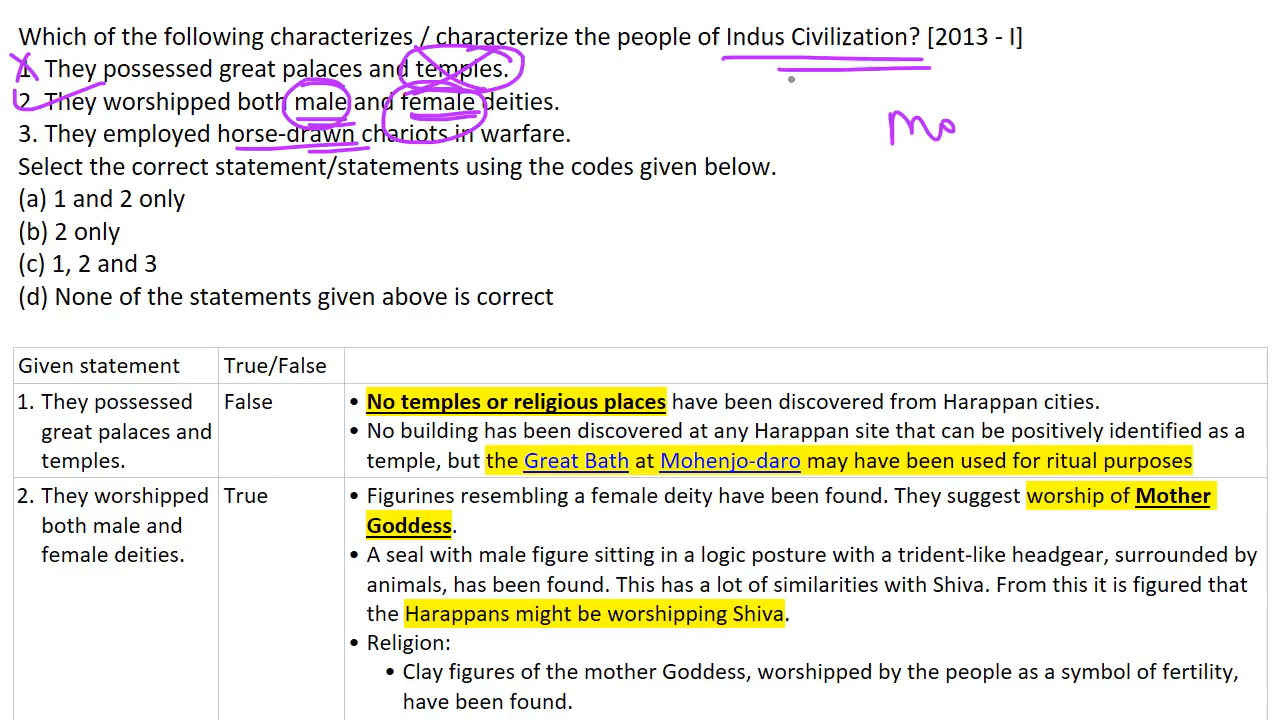 Which of the following characterizes / characterize the people of Indus Civilization? [2013 - I]
1. They possessed great palaces and temples.
2. They worshipped both male and female deities.
3. They employed horse-drawn chariots in warfare.
Mo
Select the correct statement/statements using the codes given below.
(a) 1 and 2 only
(b) 2 only
(c) 1, 2 and 3
(d) None of the statements given above is correct
Given statement True/False
1. They possessed great palaces and temples. False
• No temples or religious places have been discovered from Harappan cities.
• No building has been discovered at any Harappan site that can be positively identified as a
temple, but the Great Bath at Mohenjo-daro may have been used for ritual purposes
2. They worshipped both male and female deities. True
• Figurines resembling a female deity have been found. They suggest worship of Mother
Goddess.
• A seal with male figure sitting in a logic posture with a trident-like headgear, surrounded by
animals, has been found. This has a lot of similarities with Shiva. From this it is figured that
the Harappans might be worshipping Shiva.
• Religion:
• Clay figures of the mother Goddess, worshipped by the people as a symbol of fertility,
have been found.